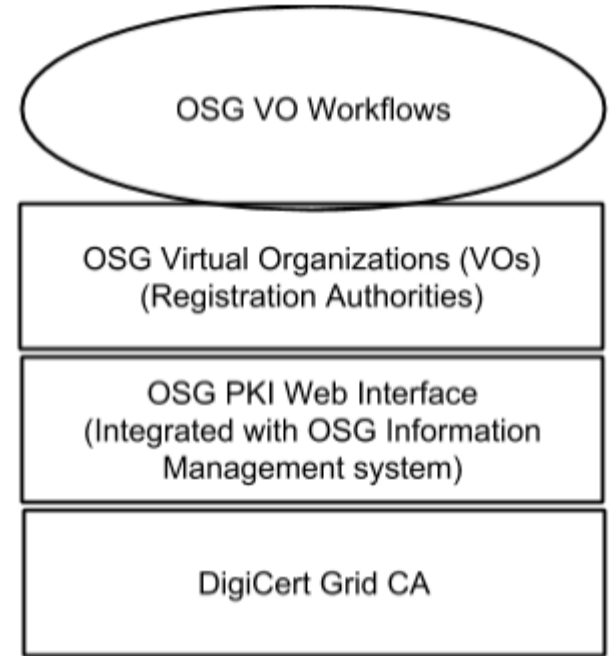 OSG VO Workflows
OSG Virtual Organizations (VOs)
(Registration Authorities)
OSG PKI Web Interface
(Integrated with OSG Information
Management system)
DigiCert Grid CA